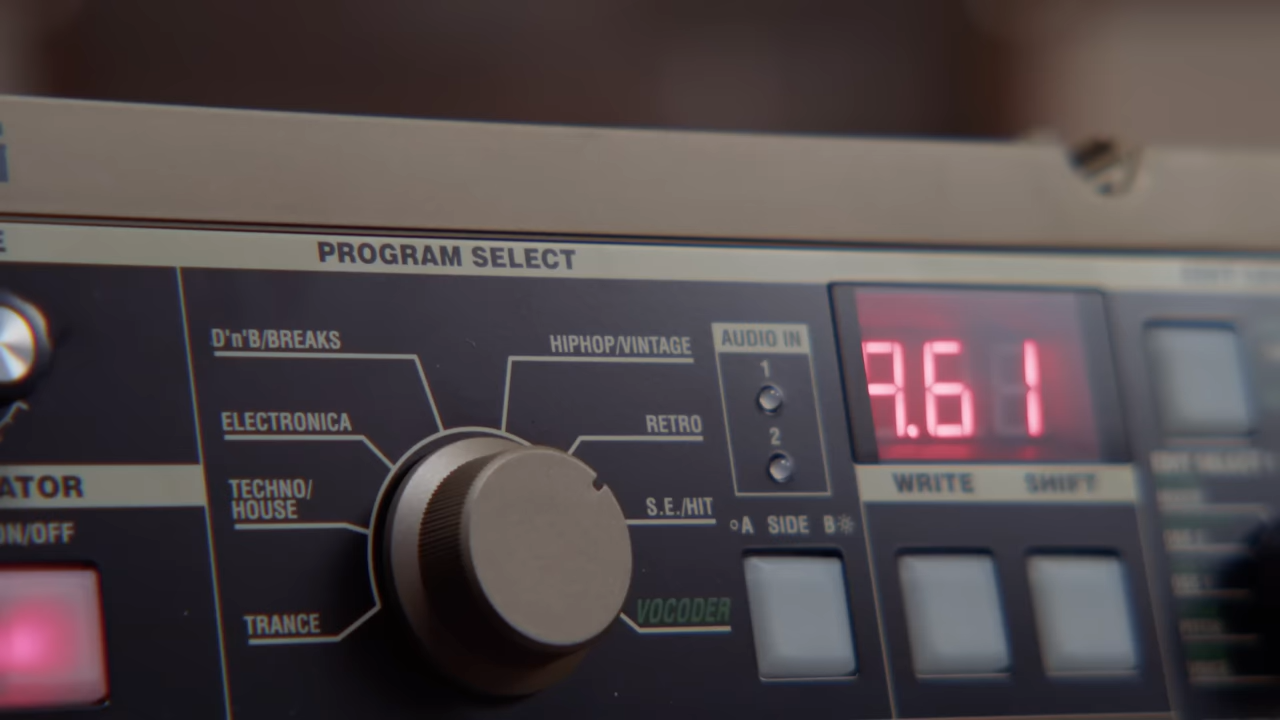 PROGRAM SELECT
D'n'B/BREAKS
HIPHOP/VINTAGE
AUDIO IN
1
ELECTRONICA
RETRO
2
TECHNO/
HOUSE
S.E./HIT
A SIDE B
TRANCE
VOCODER
WRITE SHIFT
ATOR
ON/OFF
.61